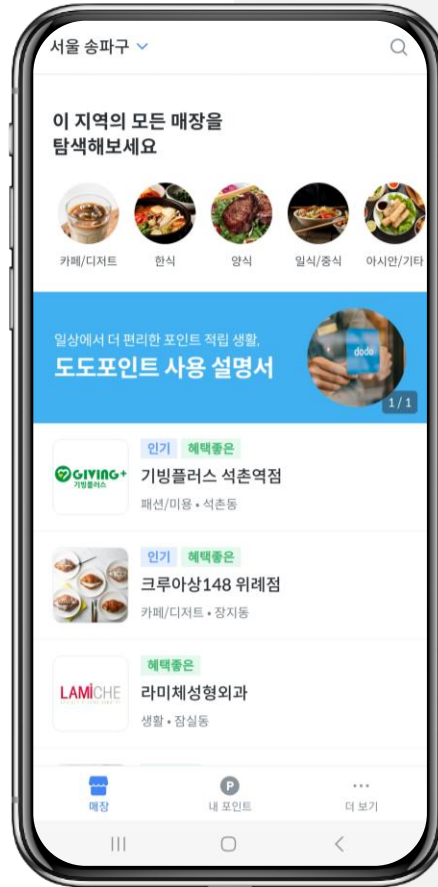 서울 송파구
이 지역의 모든 매장을
탐색해보세요
카페/디저트
한식
양식
일식/중식
아시안/기타
일상에서 더 편리한 포인트 적립 생활,
도도포인트 사용 설명서
dodo
1 / 1
인기 혜택좋은
GIVING+
기빙플러스
기빙플러스 석촌역점
패션/미용 • 석촌동
인기 혜택좋은
크루아상148 위례점
카페/디저트 • 장지동
혜택좋은
LAMICHE
라미체성형외과
생활 • 잠실동
P
매장
내 포인트
더 보기